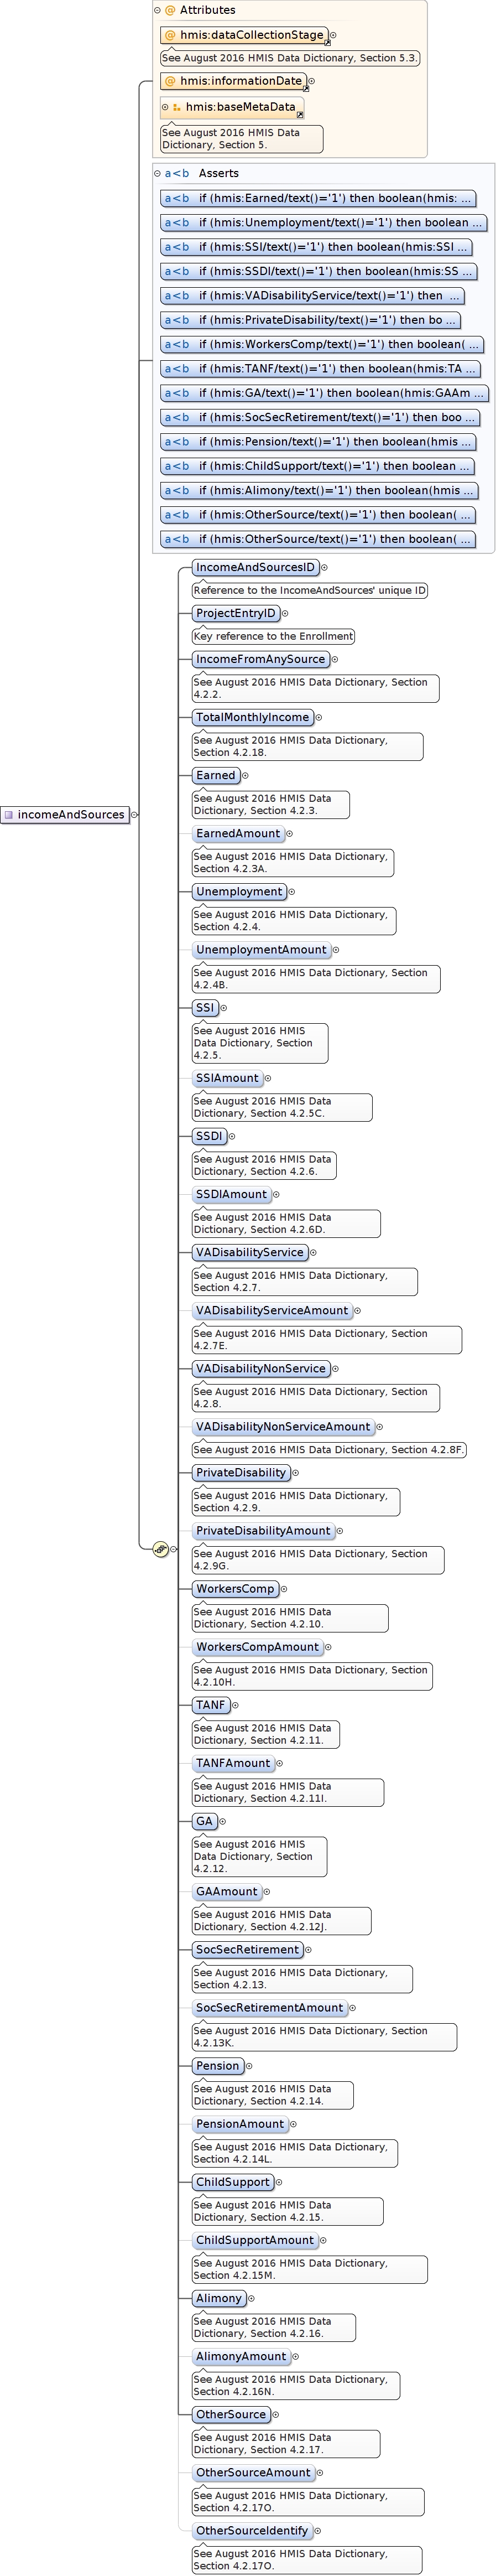 @ Attributes
@ hmis:dataCollectionStage
See August 2016 HMIS Data Dictionary, Section 5.3.
@ hmis:informationDate
hmis:baseMetaData
See August 2016 HMIS Data
Dictionary, Section 5.
a<b Asserts
a<b if (hmis:Earned/text()='1') then boolean(hmis: ...
a<b if (hmis:Unemployment/text()='1') then boolean ...
a<b if (hmis:SSI/text()='1') then boolean(hmis:SSI ...
a<b if (hmis:SSDI/text()='1') then boolean(hmis:SS ...
a<b if (hmis:VADisabilityService/text()='1') then ...
a<b if (hmis:PrivateDisability/text()='1') then bo ...
a<b if (hmis:WorkersComp/text()='1') then boolean( ...
a<b if (hmis:TANF/text()='1') then boolean(hmis:TA ...
a<b if (hmis:GA/text()='1') then boolean(hmis:GAAm ...
a<b if (hmis:SocSecRetirement/text()='1') then boo ...
a<b if (hmis:Pension/text()='1') then boolean(hmis ...
a<b if (hmis:ChildSupport/text()='1') then boolean ...
a<b if (hmis:Alimony/text()='1') then boolean(hmis ...
a<b if (hmis:OtherSource/text()='1') then boolean( ...
a<b if (hmis:OtherSource/text()='1') then boolean( ...
IncomeAndSourcesID
Reference to the IncomeAndSources' unique ID
ProjectEntryID
Key reference to the Enrollment
IncomeFromAnySource
See August 2016 HMIS Data Dictionary, Section
4.2.2.
TotalMonthlyIncome
See August 2016 HMIS Data Dictionary,
Section 4.2.18.
Earned
See August 2016 HMIS Data
Dictionary, Section 4.2.3.
incomeAndSources
EarnedAmount
See August 2016 HMIS Data Dictionary,
Section 4.2.3A.
Unemployment
See August 2016 HMIS Data Dictionary,
Section 4.2.4.
UnemploymentAmount
See August 2016 HMIS Data Dictionary, Section
4.2.4B.
SSI
See August 2016 HMIS
Data Dictionary, Section
4.2.5.
SSIAmount
See August 2016 HMIS Data
Dictionary, Section 4.2.5C.
SSDI
See August 2016 HMIS Data
Dictionary, Section 4.2.6.
SSDIAmount
See August 2016 HMIS Data
Dictionary, Section 4.2.6D.
VADisabilityService
See August 2016 HMIS Data Dictionary,
Section 4.2.7.
VADisabilityServiceAmount
See August 2016 HMIS Data Dictionary, Section
4.2.7E.
VADisabilityNonService
See August 2016 HMIS Data Dictionary, Section
4.2.8.
VADisabilityNonServiceAmount
See August 2016 HMIS Data Dictionary, Section 4.2.8F.
PrivateDisability
See August 2016 HMIS Data Dictionary,
Section 4.2.9.
PrivateDisabilityAmount
See August 2016 HMIS Data Dictionary, Section
4.2.9G.
WorkersComp
See August 2016 HMIS Data
Dictionary, Section 4.2.10.
WorkersCompAmount
See August 2016 HMIS Data Dictionary, Section
4.2.10H.
TANF
See August 2016 HMIS Data
Dictionary, Section 4.2.11.
TANFAmount
See August 2016 HMIS Data
Dictionary, Section 4.2.11I.
GA
See August 2016 HMIS
Data Dictionary, Section
4.2.12.
GAAmount
See August 2016 HMIS Data
Dictionary, Section 4.2.12J.
SocSecRetirement
See August 2016 HMIS Data Dictionary,
Section 4.2.13.
SocSecRetirementAmount
See August 2016 HMIS Data Dictionary, Section
4.2.13K.
Pension
See August 2016 HMIS Data
Dictionary, Section 4.2.14.
PensionAmount
See August 2016 HMIS Data Dictionary,
Section 4.2.14L.
ChildSupport
See August 2016 HMIS Data
Dictionary, Section 4.2.15.
ChildSupportAmount
See August 2016 HMIS Data Dictionary,
Section 4.2.15M.
Alimony
See August 2016 HMIS Data
Dictionary, Section 4.2.16.
AlimonyAmount
See August 2016 HMIS Data Dictionary,
Section 4.2.16N.
OtherSource
See August 2016 HMIS Data
Dictionary, Section 4.2.17.
OtherSourceAmount
See August 2016 HMIS Data Dictionary,
Section 4.2.17O.
OtherSourceIdentify
See August 2016 HMIS Data Dictionary,
Section 4.2.17O.